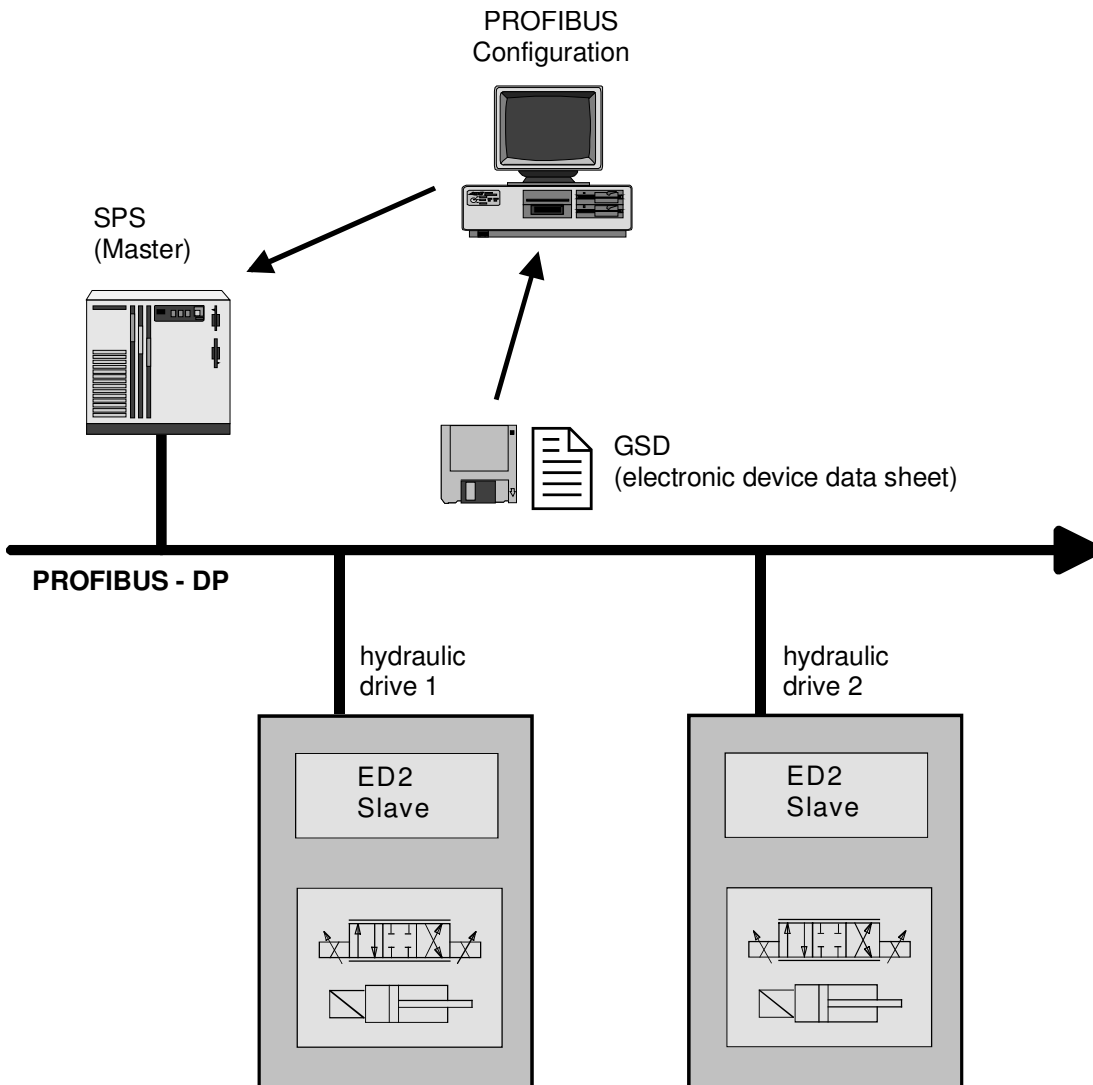 PROFIBUS
Configuration
SPS
(Master)
GSD
(electronic device data sheet)
PROFIBUS - DP
hydraulic
drive 1
hydraulic
drive 2
ED2
Slave
ED2
Slave